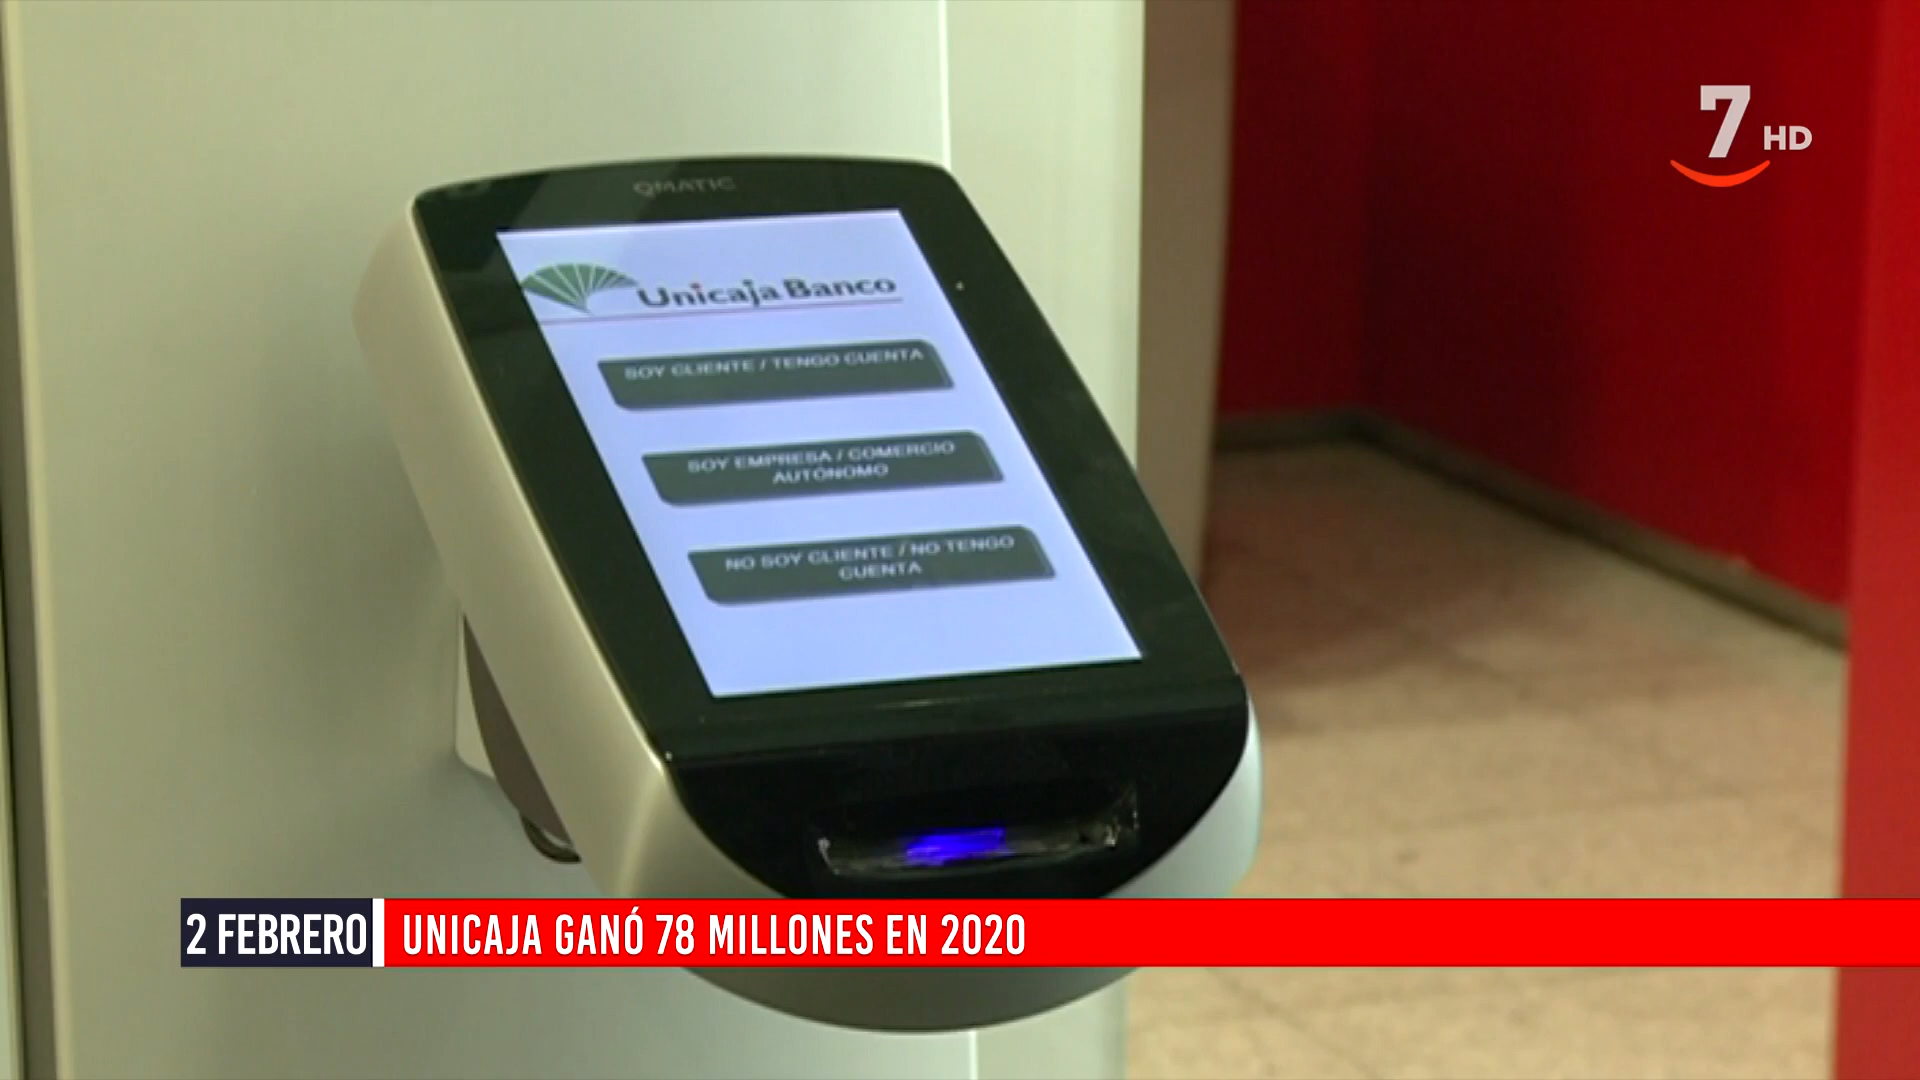 7 HD
QMATIC
Unicaja Banco
SOY CLIENTE / TENGO CUENTA
SOY EMPRESA / COMERCIO
AUTÓNOMO
NO SOY CLIENTE / NO TENGO
CUENTA
2 FEBRERO UNICAJA GANÓ 78 MILLONES EN 2020